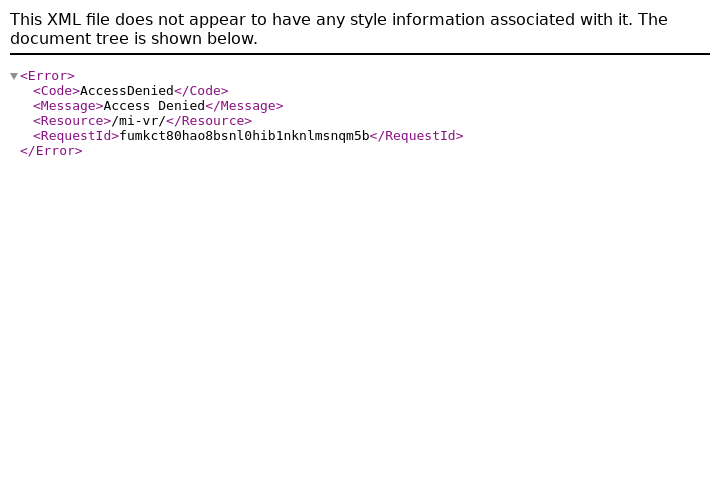 This XML file does not appear to have any style information associated with it. The
document tree is shown below.
<Error>
<Code>AccessDenied</Code>
<Message>Access Denied</Message>
<Resource>/mi-vr/</Resource>
<RequestId>fumkct80hao8bsnl0hib1nknlmsnqm5b</RequestId>
</Error>